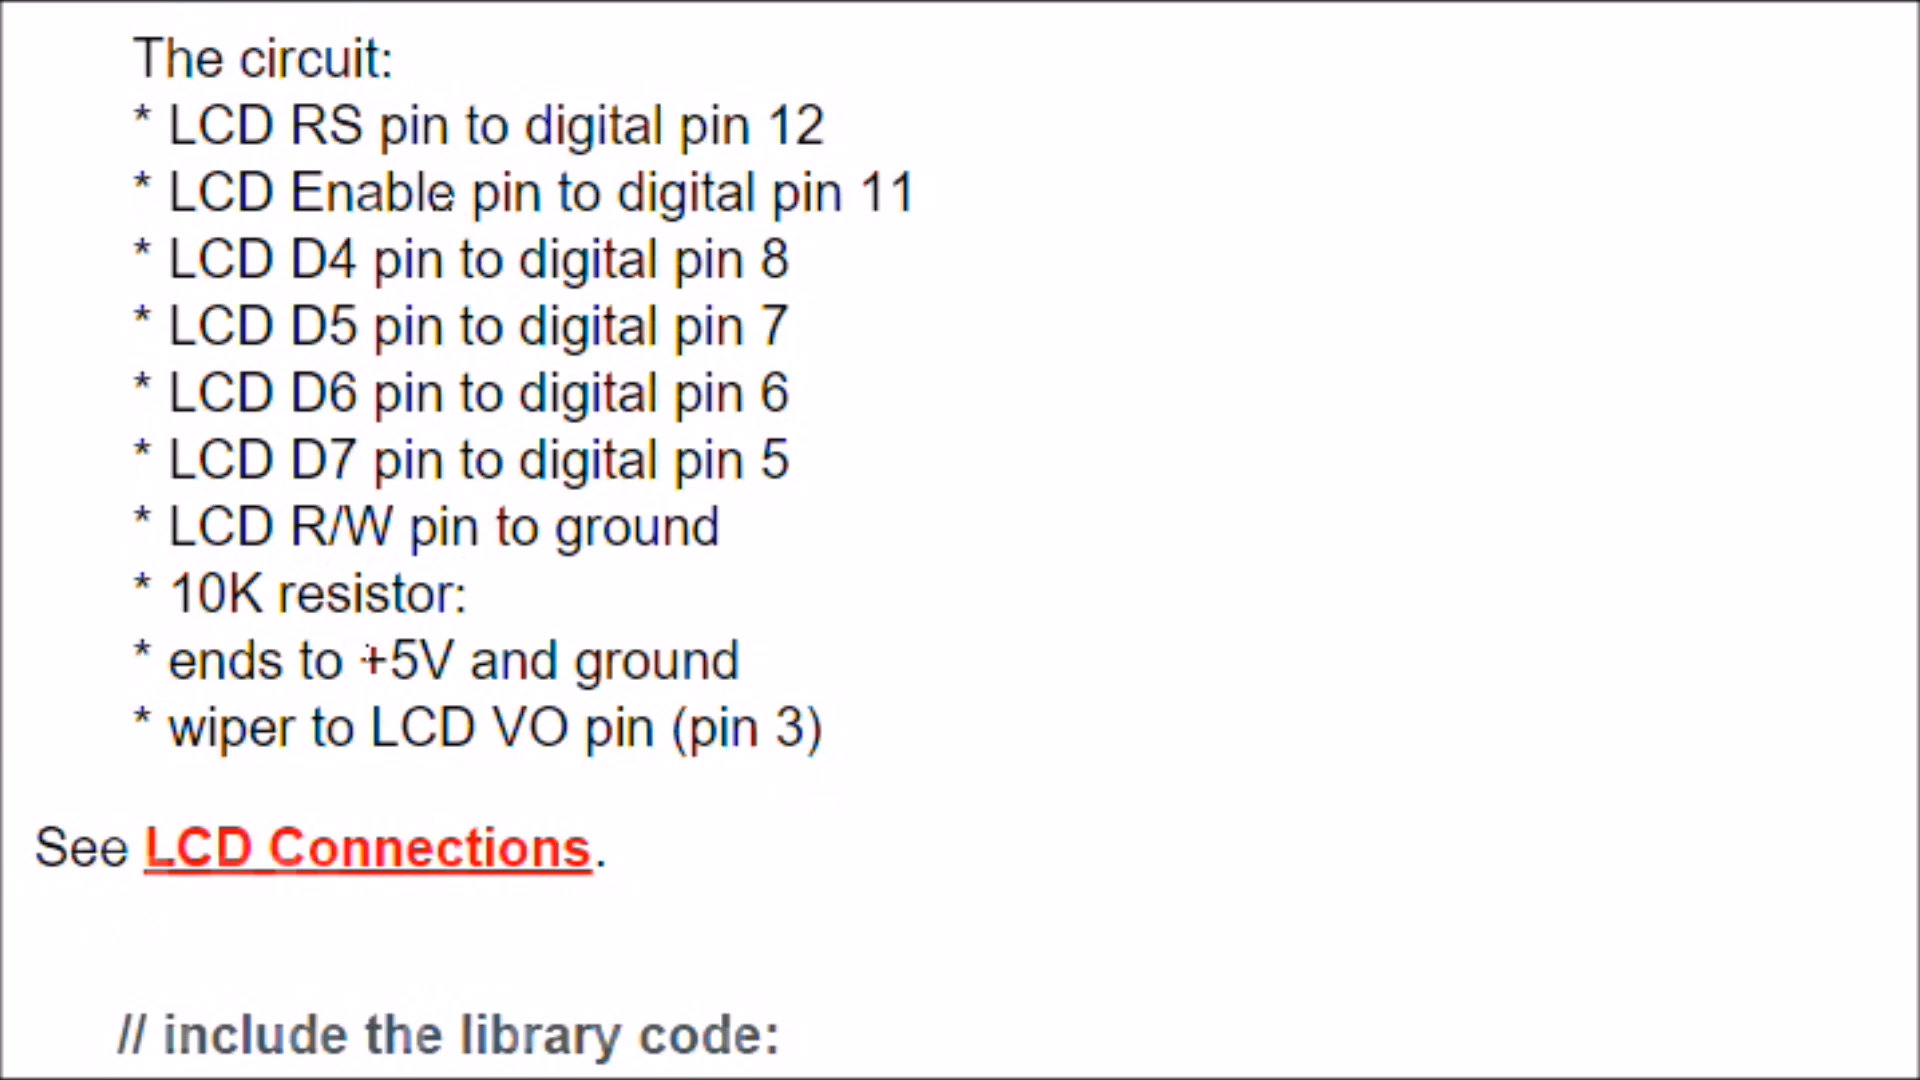 The circuit:
* LCD RS pin to digital pin 12
* LCD Enable pin to digital pin 11
* LCD D4 pin to digital pin 8
* LCD D5 pin to digital pin 7
* LCD D6 pin to digital pin 6
* LCD D7 pin to digital pin 5
* LCD R/W pin to ground
* 10K resistor:
* ends to +5V and ground
* wiper to LCD VO pin (pin 3)
See LCD Connections.
// include the library code: